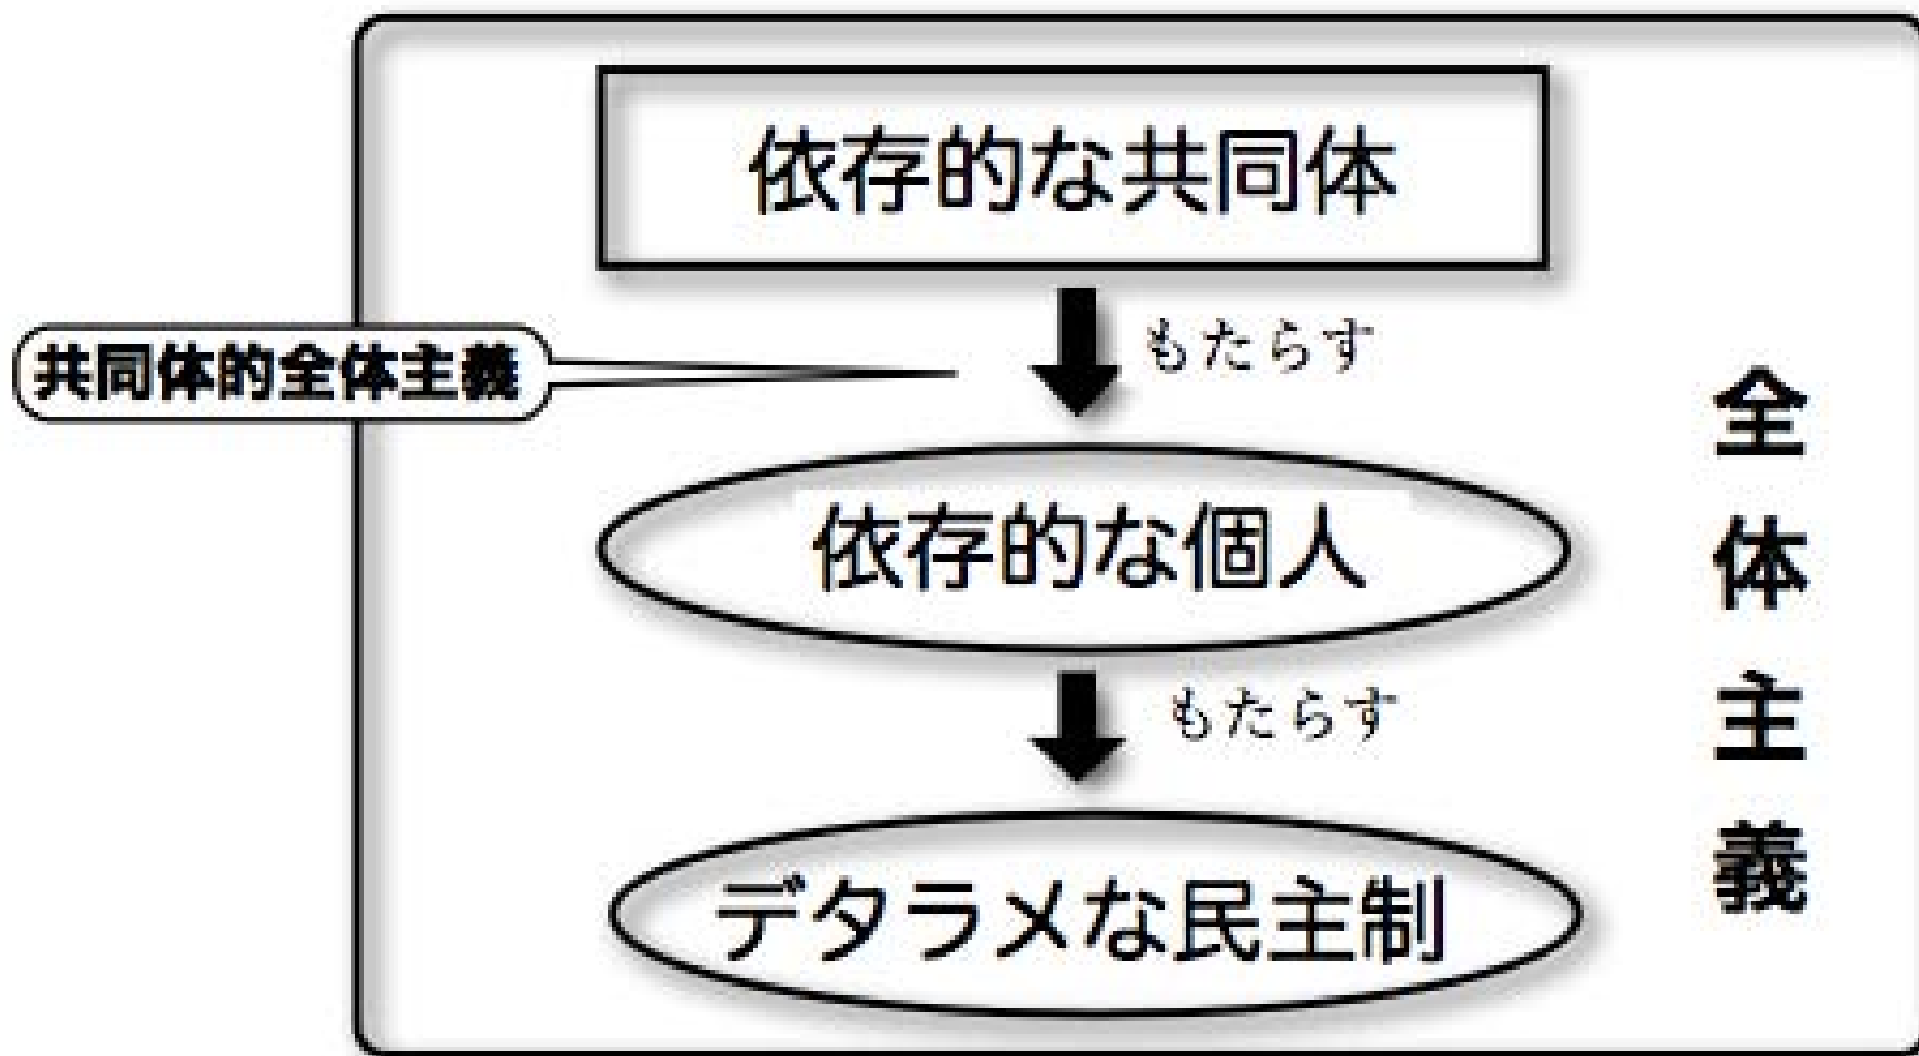 依存的な共同体
もたらす
共同体的全体主義
依存的な個人
もたらす
デタラメな民主制
全体主義